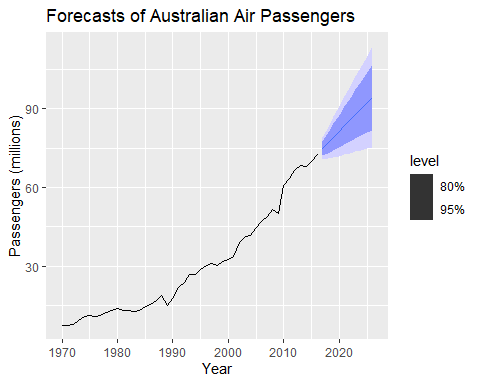 Forecasts of Australian Air Passengers
Passengers (millions)
90
60
30
1970 1980 1990 2000 2010 2020
Year
level
80%
95%